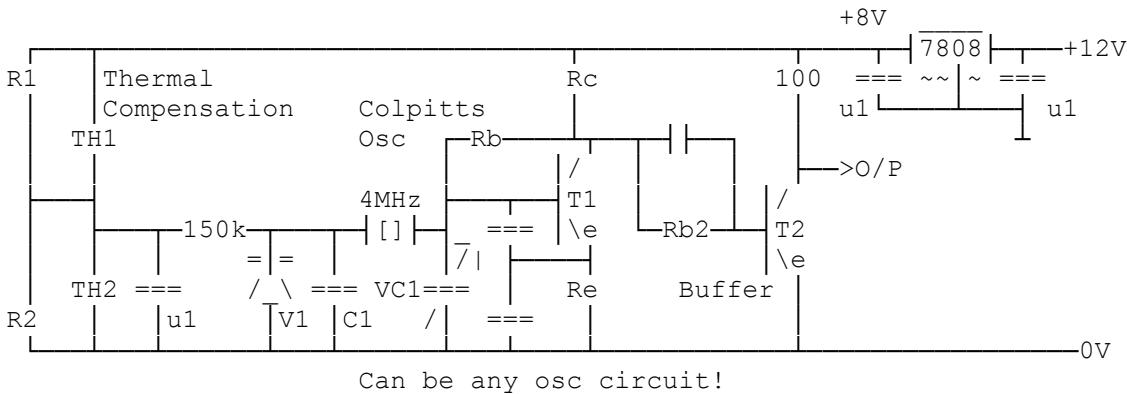 +8V
7808 +12V
R1 Thermal Rc 100
Compensation Colpitts u1 u1
TH1 Osc Rb
>O/P
4MHz T1
150k [] \e Rb2 T2
\e
TH2 VC1 Re Buffer
R2 u1 V1 C1
0V
Can be any osc circuit!